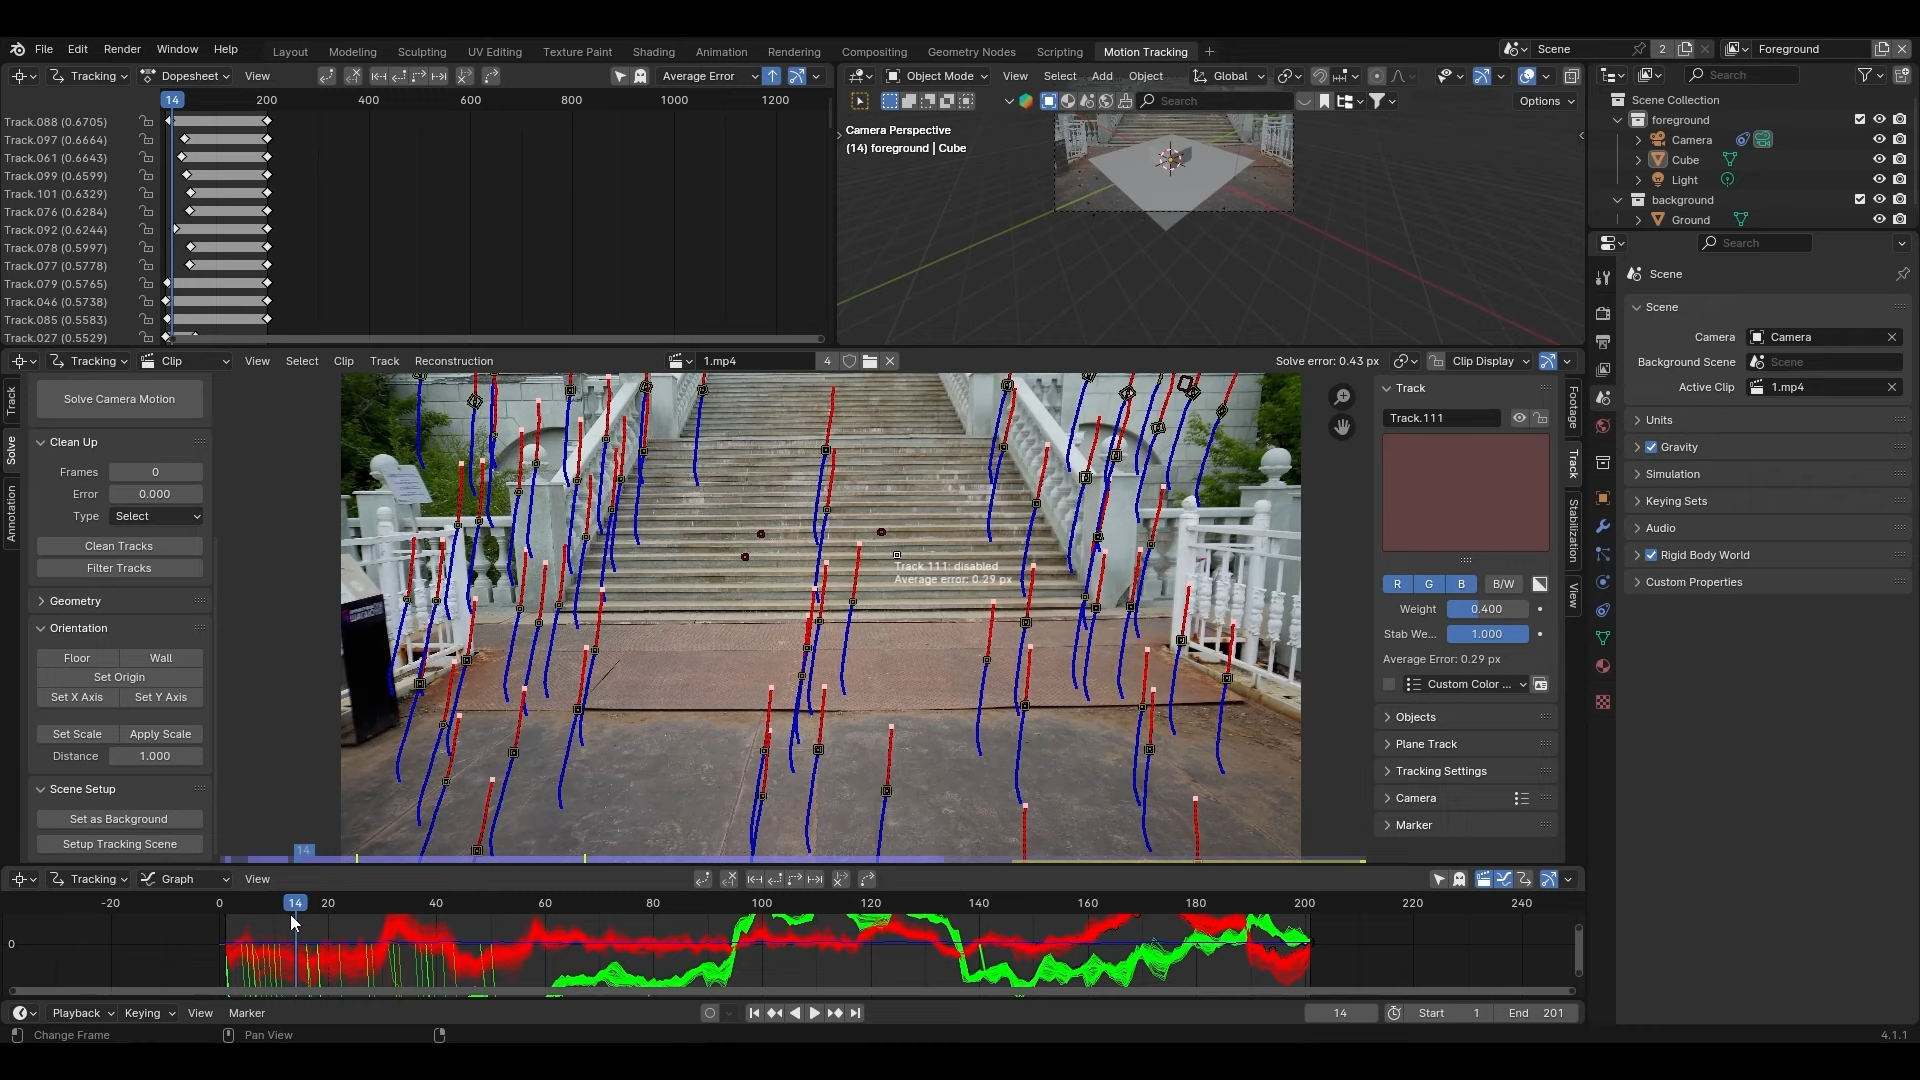 File Edit Render Window Help
Layout Modeling Sculpting UV Editing Texture Paint Shading Animation Rendering Compositing Geometry Nodes Scripting Motion Tracking +
Scene 2 Foreground
Tracking Dopesheet View Average Error
14 200 400 600 800 1000 1200
Track.088 (0.6705)
Track.097 (0.6664)
Track.061 (0.6643)
Track.099 (0.6599)
Track.101 (0.6329)
Track.076 (0.6284)
Track.092 (0.6244)
Track.078 (0.5997)
Track.077 (0.5778)
Track.079 (0.5765)
Track.046 (0.5738)
Track.085 (0.5583)
Track.027 (0.5529)
Object Mode View Select Add Object Global
Search Options
Camera Perspective
(14) foreground | Cube
Search
Scene Collection
foreground
Camera
Cube
Light
background
Ground
Search
Scene
Scene
Camera Camera
Background Scene Scene
Active Clip 1.mp4
Units
Gravity
Simulation
Keying Sets
Audio
Rigid Body World
Custom Properties
Tracking Clip View Select Clip Track Reconstruction 1.mp4 4 Solve error: 0.43 px Clip Display
Track
Solve
Annotation
Solve Camera Motion
Clean Up
Frames 0
Error 0.000
Type Select
Clean Tracks
Filter Tracks
Geometry
Orientation
Floor Wall
Set Origin
Set X Axis Set Y Axis
Set Scale Apply Scale
Distance 1.000
Scene Setup
Set as Background
Setup Tracking Scene
Track.111: disabled
Average error: 0.29 px
14
Track
Track.111
R G B B/W
Weight 0.400
Stab We... 1.000
Average Error: 0.29 px
Custom Color ...
Objects
Plane Track
Tracking Settings
Camera
Marker
Footage
Track
Stabilization
View
Tracking Graph View
-20 0 14 20 40 60 80 100 120 140 160 180 200 220 240
0
Playback Keying View Marker 14 Start 1 End 201
Change Frame Pan View 4.1.1